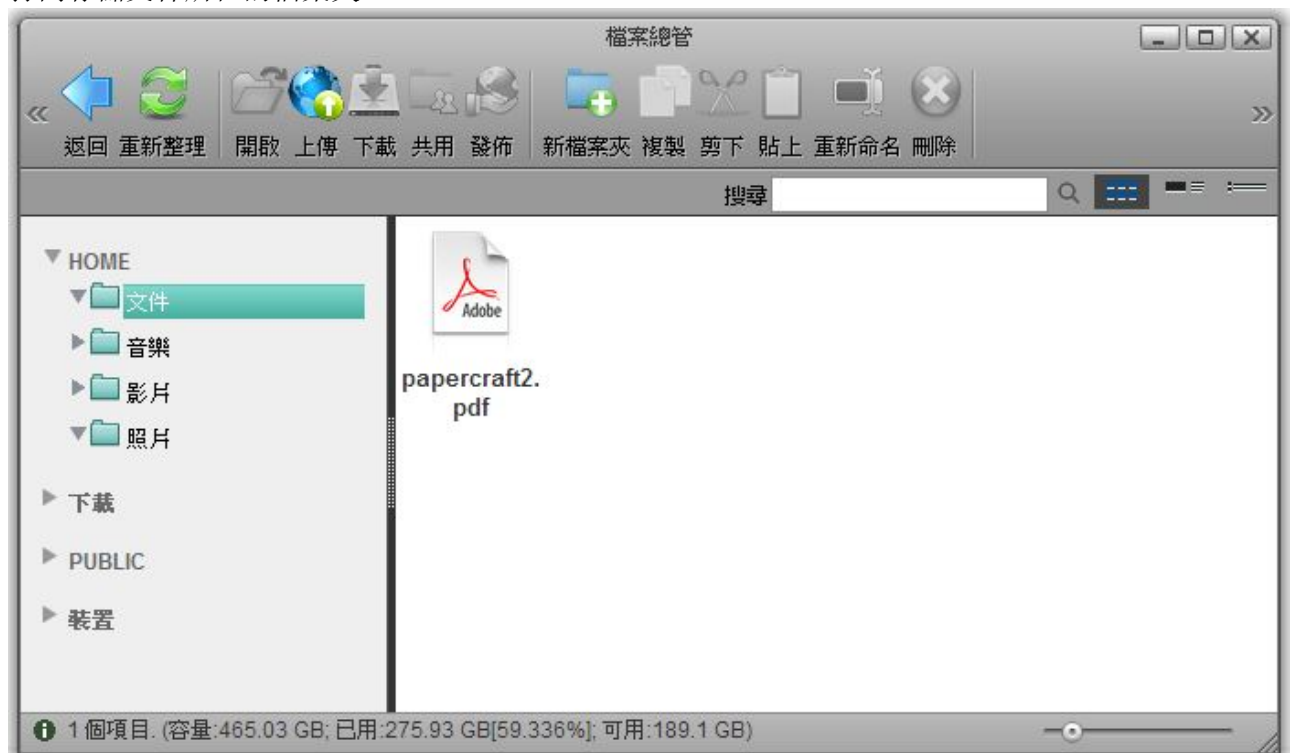 檔案總管
返回 重新整理 開啟 上傳 下載 共用 發佈 新檔案夾 複製 剪下 貼上 重新命名 刪除
搜尋
HOME
文件
音樂
影片
照片
下載
PUBLIC
裝置
Adobe
papercraft2.
pdf
1 個項目. (容量:465.03 GB; 已用:275.93 GB[59.336%]; 可用:189.1 GB)